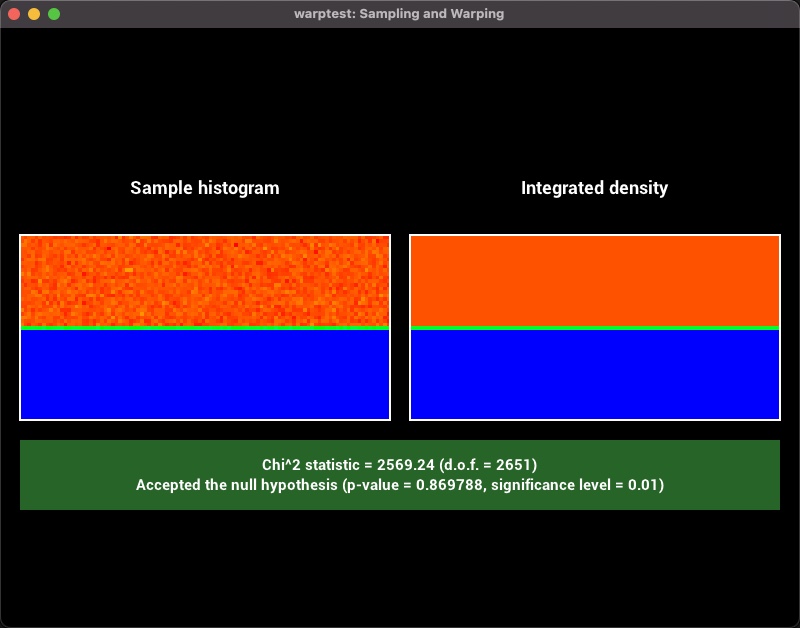 warptest: Sampling and Warping
Sample histogram
Integrated density
Chi^2 statistic = 2569.24 (d.o.f. = 2651)
Accepted the null hypothesis (p-value = 0.869788, significance level = 0.01)